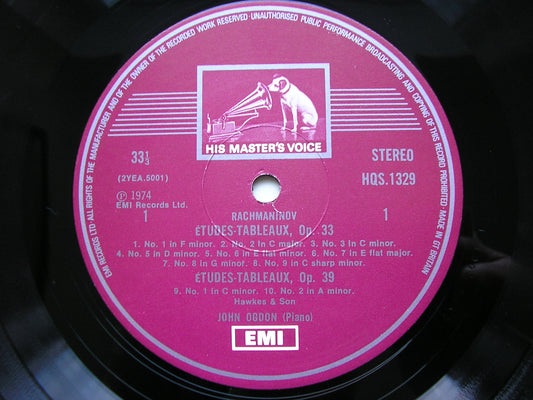 THE MANUFACTURER AND OF THE OWNER OF THE RECORDED WORK RESERVED · UNAUTHORISED PUBLIC PERFORMANCE BROADCASTING AND COPYING OF THIS RECORD PROHIBITED · MADE IN GT BRITAIN
EMI RECORDS LTD · ALL RIGHTS OF
HIS MASTER'S VOICE
33⅓
STEREO
(2YEA.5001)
HQS.1329
℗ 1974
EMI Records Ltd.
1
1
RACHMANINOV
ÉTUDES-TABLEAUX, Op. 33
1. No. 1 in F minor. 2. No. 2 in C major. 3. No. 3 in C minor.
4. No. 5 in D minor. 5. No. 6 in E flat minor. 6. No. 7 in E flat major.
7. No. 8 in G minor. 8. No. 9 in C sharp minor.
ÉTUDES-TABLEAUX, Op. 39
9. No. 1 in C minor. 10. No. 2 in A minor.
Hawkes & Son
JOHN OGDON (Piano)
EMI